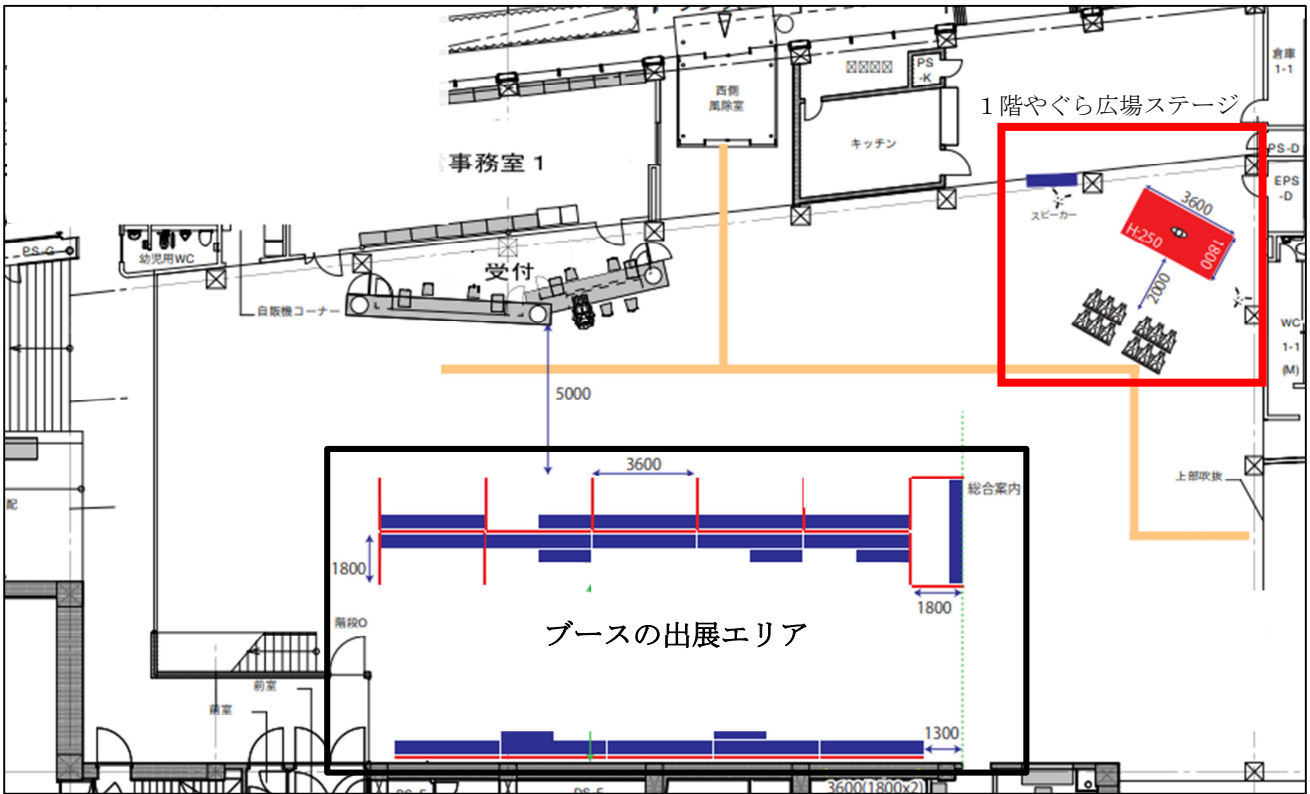 西側
風除室
PS
-K
キッチン
倉庫
1-1
１階やぐら広場ステージ
PS-D
EPS
-D
事務室１
スピーカー
3600
H:250
1800
2000
PS-G
幼児用WC
受付
自販機コーナー
WC
1-1
(M)
5000
3600
総合案内
上部吹抜
配
1800
1800
階段O
ブースの出展エリア
前室
前室
1300
3600(1800x2)